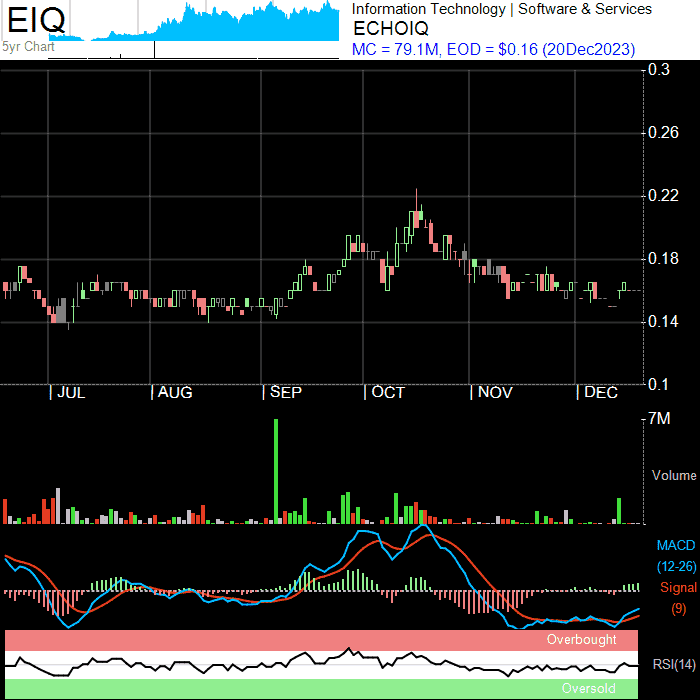 EIQ
5yr Chart
Information Technology | Software & Services
ECHOIQ
MC = 79.1M, EOD = $0.16 (20Dec2023)
0.3
0.26
0.22
0.18
0.14
0.1
| JUL | AUG | SEP | OCT | NOV | DEC
7M
Volume
MACD
(12-26)
Signal
(9)
Overbought
RSI(14)
Oversold